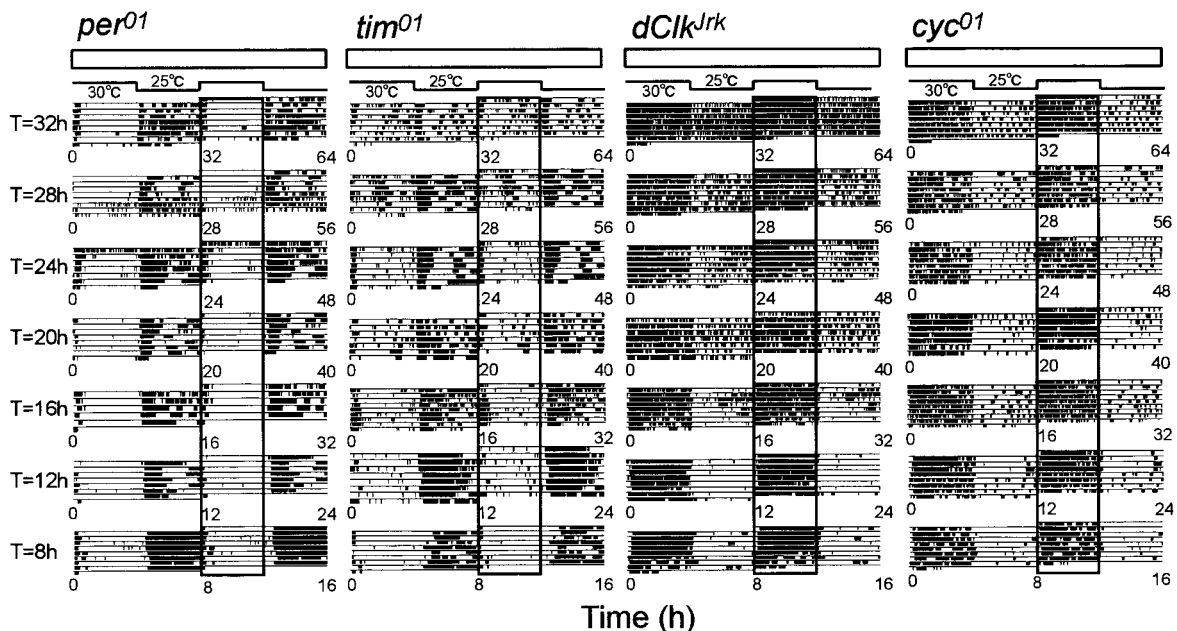 per01 tim01 dClkJrk cyc01
25°C 25°C 25°C 25°C
30°C 30°C 30°C 30°C
T=32h
0 32 64 0 32 64 0 32 64 0 32 64
T=28h
0 28 56 0 28 56 0 28 56 0 28 56
T=24h
0 24 48 0 24 48 0 24 48 0 24 48
T=20h
0 20 40 0 20 40 0 20 40 0 20 40
T=16h
0 16 32 0 16 32 0 16 32 0 16 32
T=12h
0 12 24 0 12 24 0 12 24 0 12 24
T=8h
0 8 16 0 8 16 0 8 16 0 8 16
Time (h)